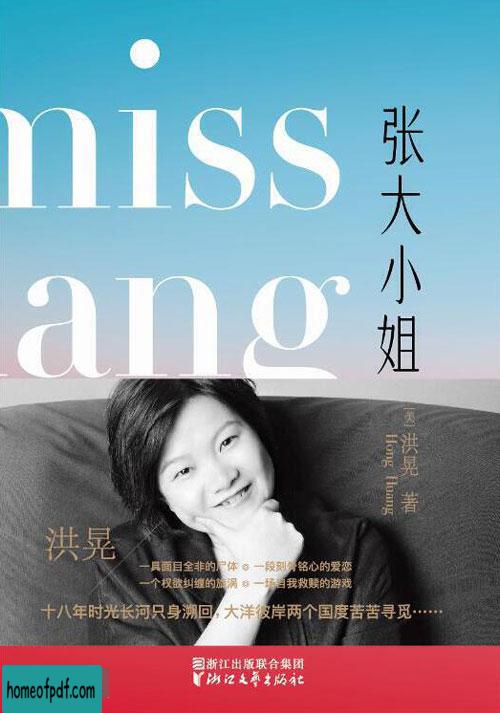 miss
ang
张大小姐
[美]洪晃 著
Hong Huang
洪晃
一具面目全非的尸体 ◎ 一段刻骨铭心的爱恋
一个权欲纠缠的旋涡 ◎ 一场自我救赎的游戏
十八年时光长河只身溯回，大洋彼岸两个国度苦苦寻觅……
浙江出版联合集团
浙江文艺出版社
homeofpdf.com